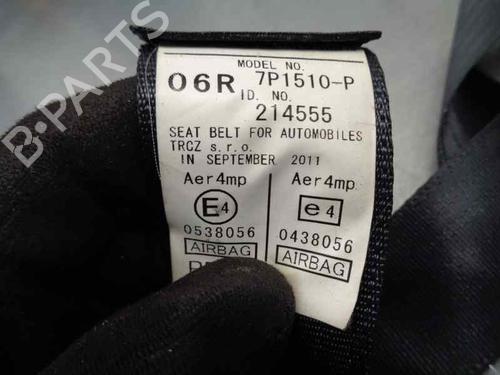 MODEL NO.
06R 7P1510-P
ID. NO.
214555
SEAT BELT FOR AUTOMOBILES
TRCZ s.r.o.
IN SEPTEMBER 2011
Aer4mp Aer4mp
E4 e4
0538056 0438056
AIRBAG AIRBAG
B-PARTS